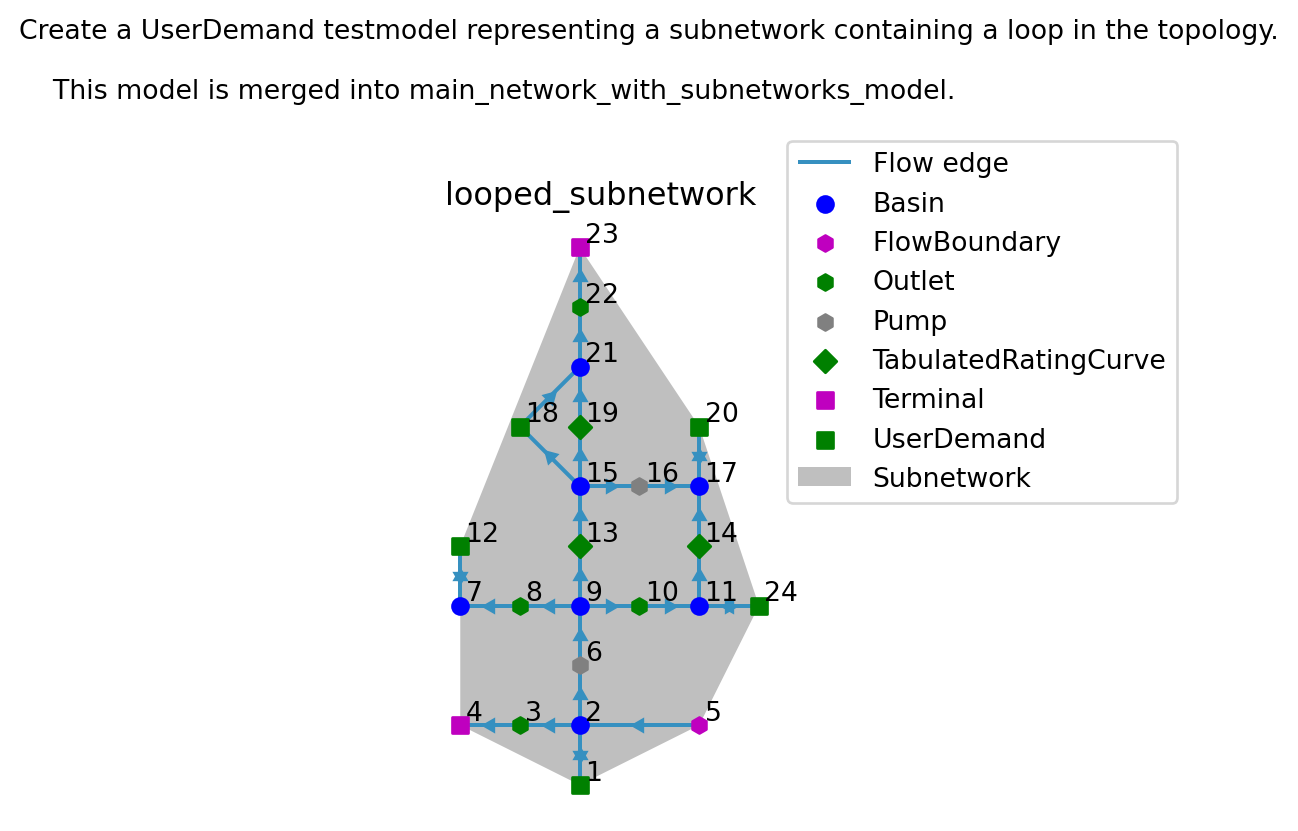 Create a UserDemand testmodel representing a subnetwork containing a loop in the topology.
This model is merged into main_network_with_subnetworks_model.
looped_subnetwork
Flow edge
Basin
FlowBoundary
Outlet
Pump
TabulatedRatingCurve
Terminal
UserDemand
Subnetwork
23
22
21
18 19 20
15 16 17
12 13 14
7 8 9 10 11 24
6
4 3 2 5
1